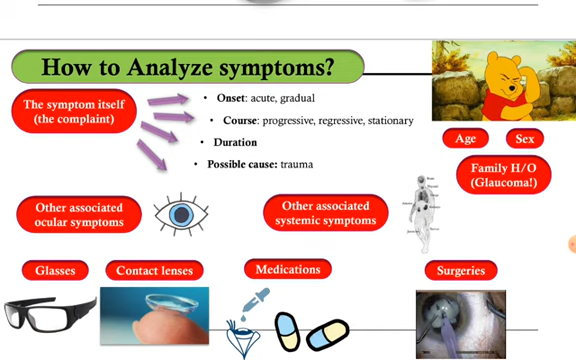 How to Analyze symptoms?
The symptom itself
(the complaint)
• Onset: acute, gradual
• Course: progressive, regressive, stationary
• Duration
• Possible cause: trauma
Age
Sex
Family H/O
(Glaucoma!)
Other associated
ocular symptoms
Other associated
systemic symptoms
Glasses
Contact lenses
Medications
Surgeries